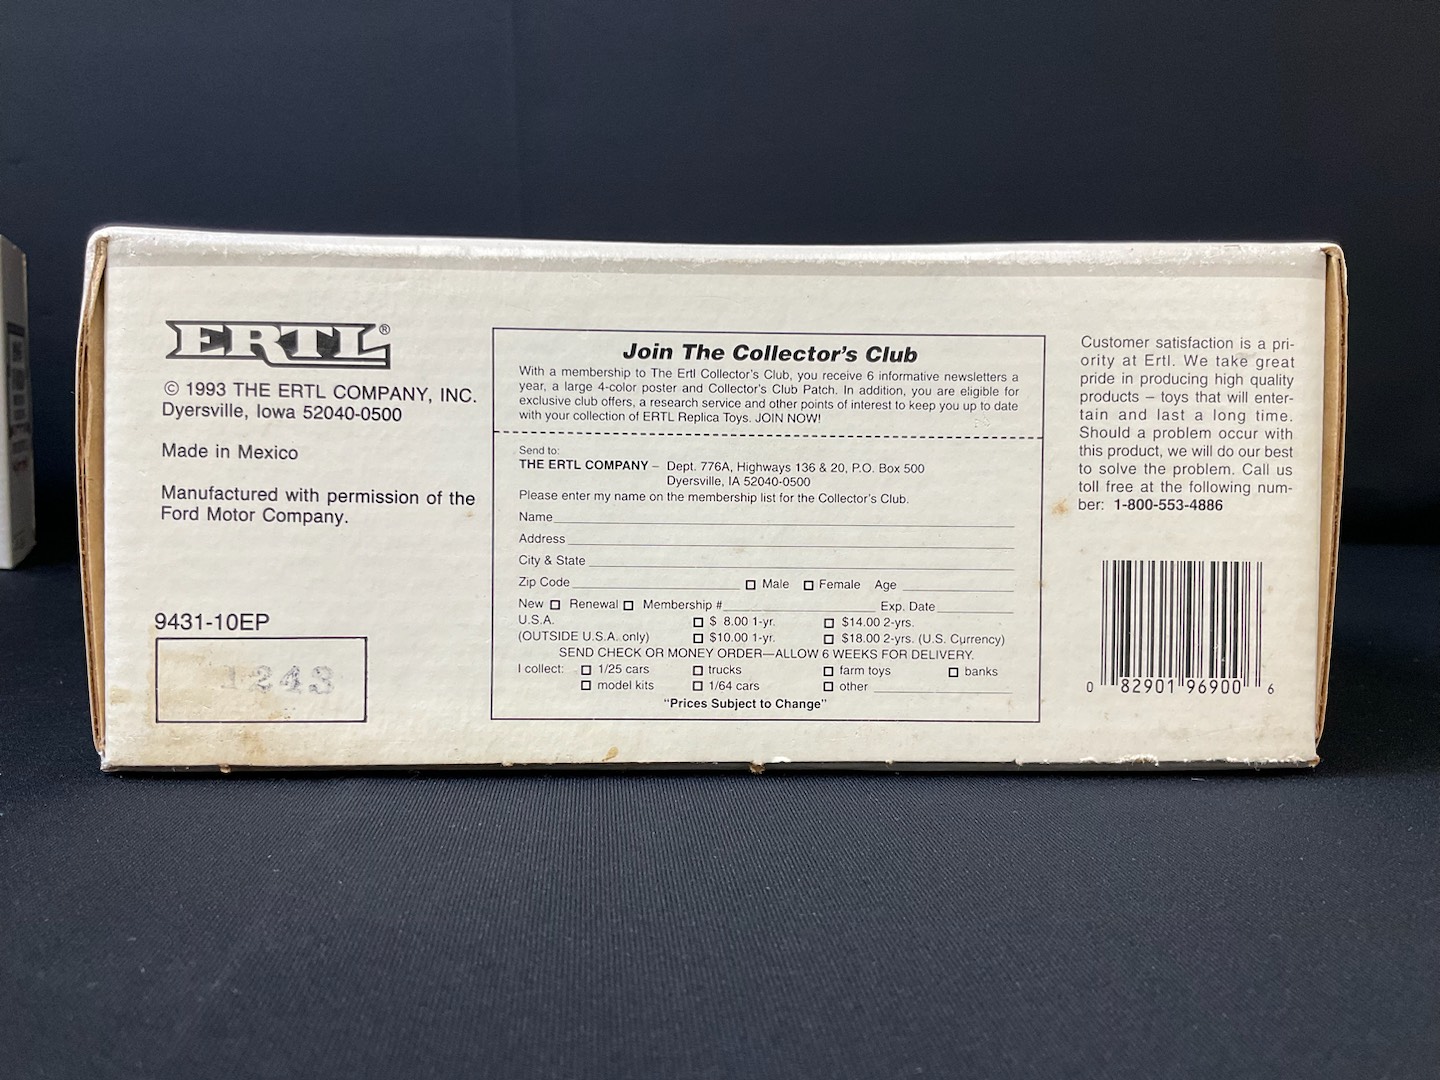 ERTL®
© 1993 THE ERTL COMPANY, INC.
Dyersville, Iowa 52040-0500
Made in Mexico
Manufactured with permission of the
Ford Motor Company.
9431-10EP
1243
Join The Collector's Club
With a membership to The Ertl Collector's Club, you receive 6 informative newsletters a
year, a large 4-color poster and Collector's Club Patch. In addition, you are eligible for
exclusive club offers, a research service and other points of interest to keep you up to date
with your collection of ERTL Replica Toys. JOIN NOW!
Send to:
THE ERTL COMPANY – Dept. 776A, Highways 136 & 20, P.O. Box 500
Dyersville, IA 52040-0500
Please enter my name on the membership list for the Collector's Club.
Name
Address
City & State
Zip Code Male Female Age
New Renewal Membership # Exp. Date
U.S.A. $ 8.00 1-yr. $14.00 2-yrs.
(OUTSIDE U.S.A. only) $10.00 1-yr. $18.00 2-yrs. (U.S. Currency)
SEND CHECK OR MONEY ORDER—ALLOW 6 WEEKS FOR DELIVERY.
I collect: 1/25 cars trucks farm toys banks
model kits 1/64 cars other
"Prices Subject to Change"
Customer satisfaction is a pri-
ority at Ertl. We take great
pride in producing high quality
products – toys that will enter-
tain and last a long time.
Should a problem occur with
this product, we will do our best
to solve the problem. Call us
toll free at the following num-
ber: 1-800-553-4886
0 82901 96900 6